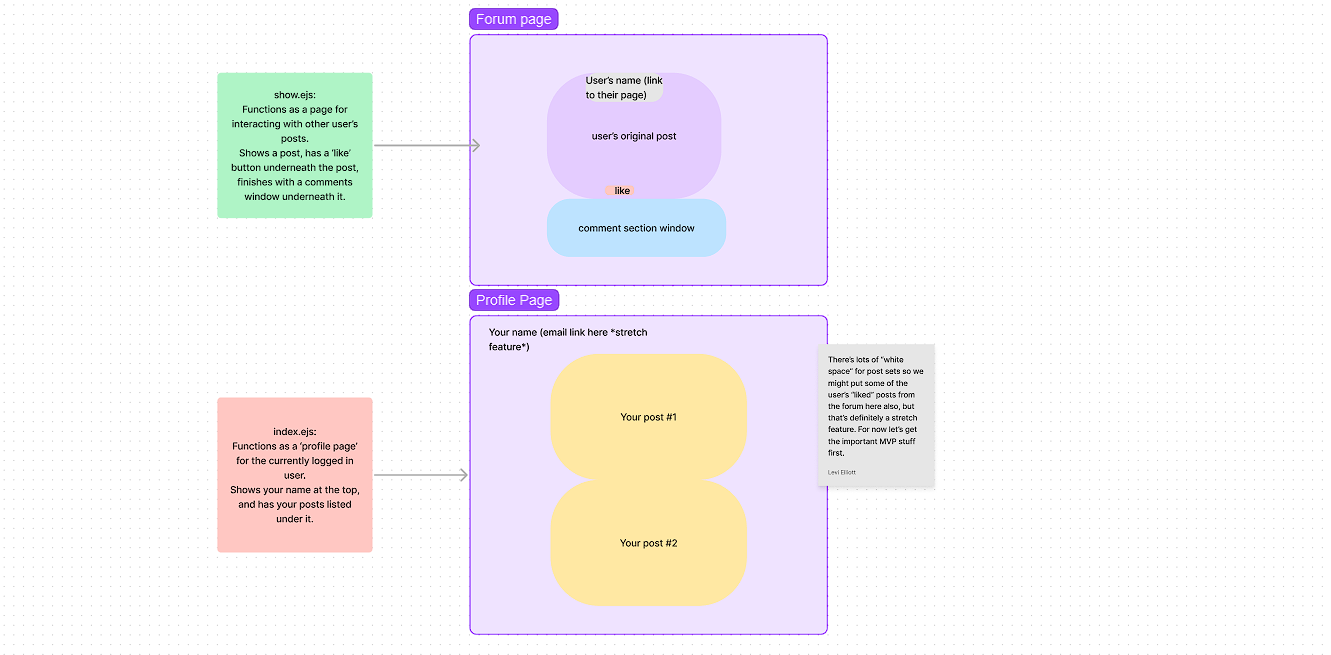 Forum page
show.ejs:
Functions as a page for
interacting with other user's
posts.
Shows a post, has a 'like'
button underneath the post,
finishes with a comments
window underneath it.
User's name (link
to their page)
user's original post
like
comment section window
Profile Page
Your name (email link here *stretch
feature*)
index.ejs:
Functions as a 'profile page'
for the currently logged in
user.
Shows your name at the top,
and has your posts listed
under it.
Your post #1
Your post #2
There's lots of "white
space" for post sets so we
might put some of the
user's "liked" posts from
the forum here also, but
that's definitely a stretch
feature. For now let's get
the important MVP stuff
first.
Levi Elliott